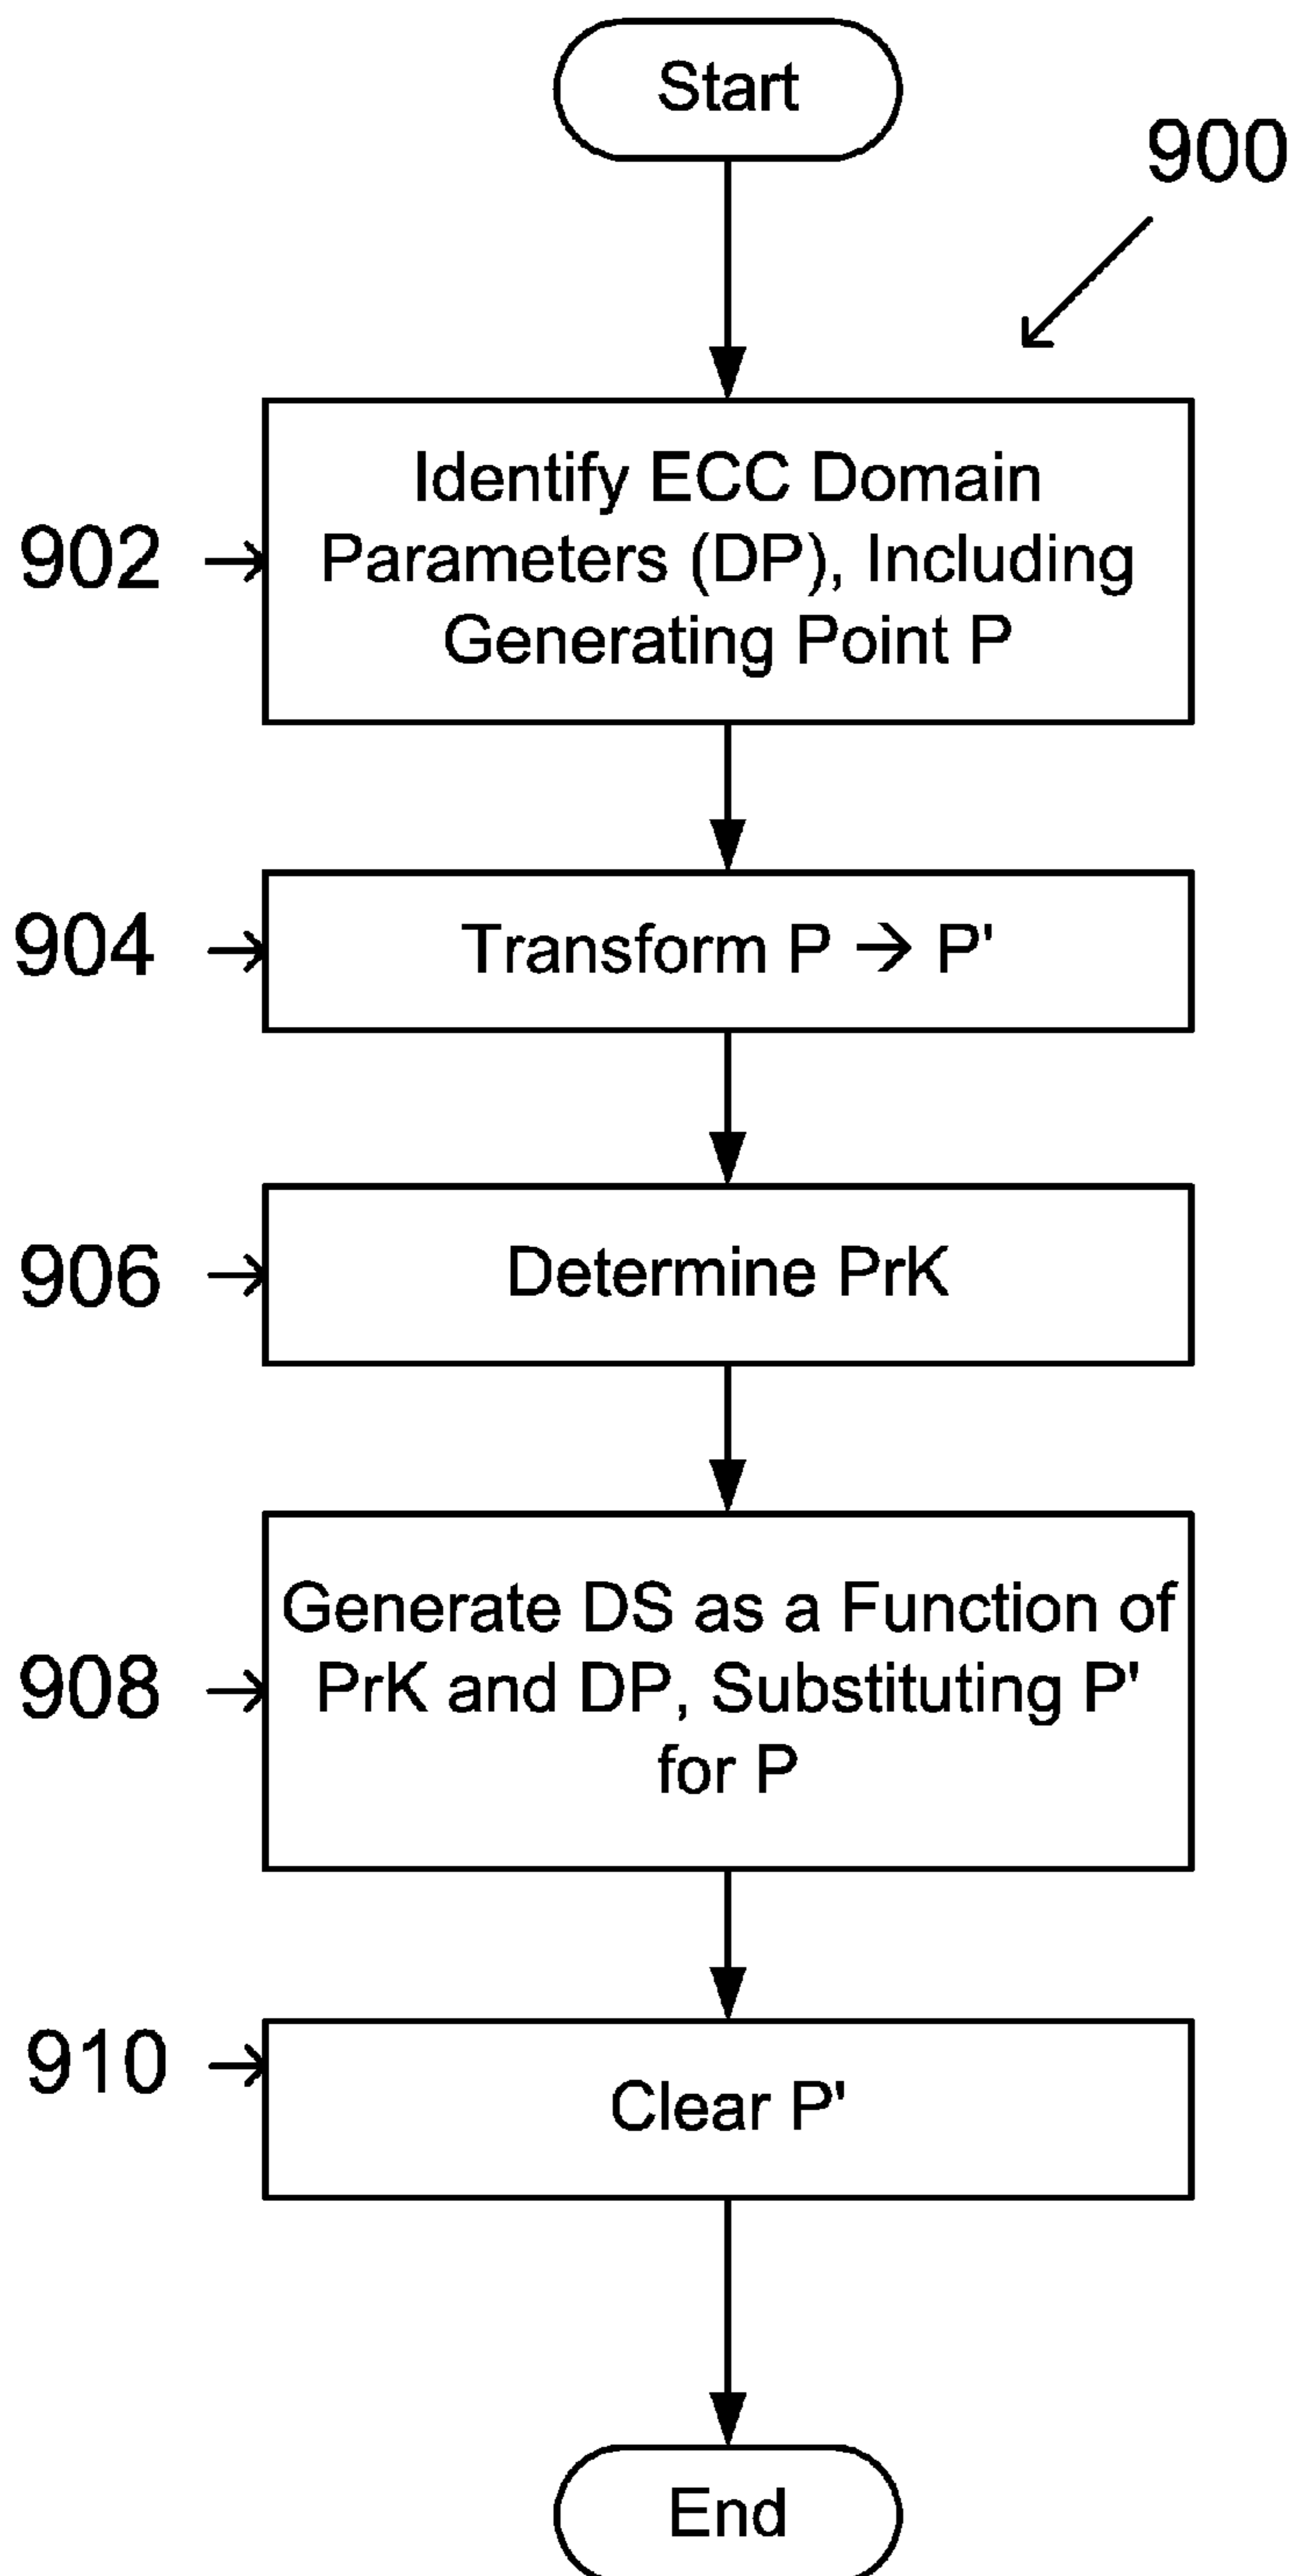 Start
900
Identify ECC Domain
Parameters (DP), Including
Generating Point P
902
Transform P → P'
904
Determine PrK
906
Generate DS as a Function of
PrK and DP, Substituting P'
for P
908
Clear P'
910
End